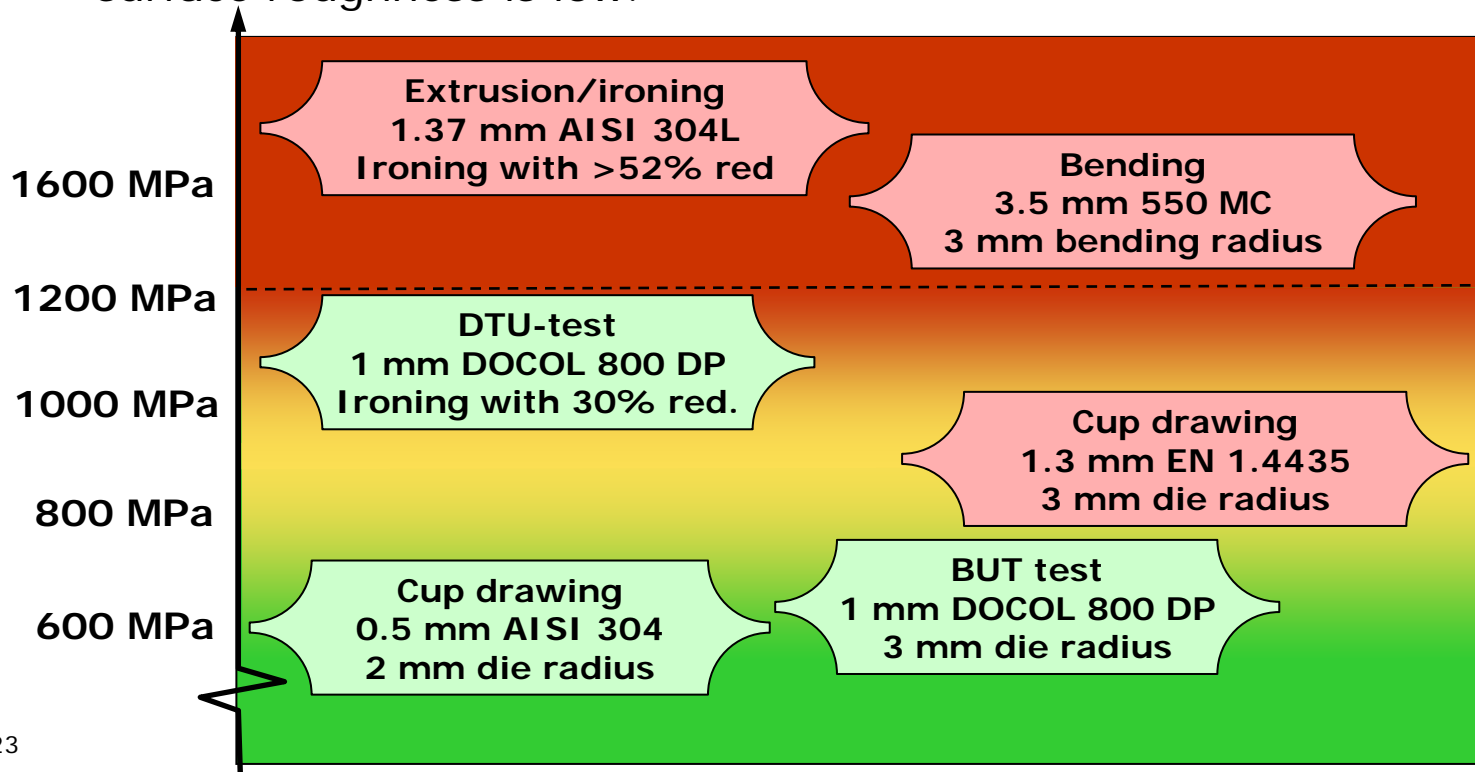 surface roughness is low.
Extrusion/ironing
1.37 mm AISI 304L
Ironing with >52% red
1600 MPa
Bending
3.5 mm 550 MC
3 mm bending radius
1200 MPa
DTU-test
1 mm DOCOL 800 DP
Ironing with 30% red.
1000 MPa
Cup drawing
1.3 mm EN 1.4435
3 mm die radius
800 MPa
BUT test
1 mm DOCOL 800 DP
3 mm die radius
Cup drawing
0.5 mm AISI 304
2 mm die radius
600 MPa
23